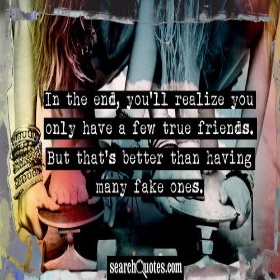 In the end, you'll realize you
only have a few true friends.
But that's better than having
many fake ones.
searchQuotes.com